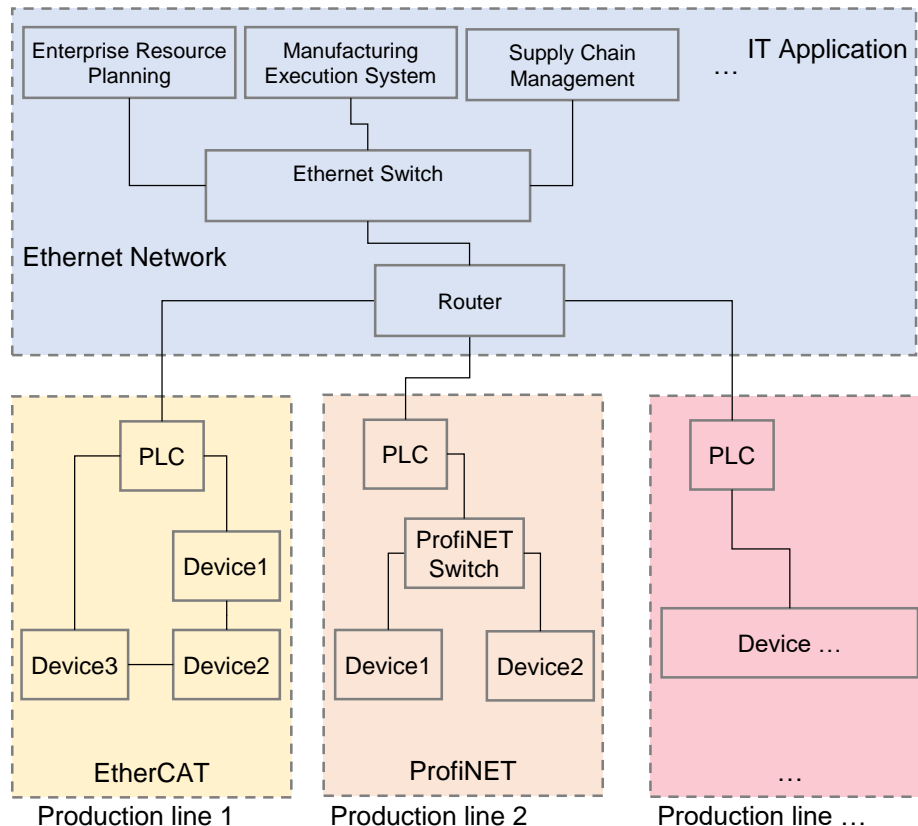 Enterprise Resource
Planning
Manufacturing
Execution System
Supply Chain
Management
…
IT Application
Ethernet Switch
Ethernet Network
Router
PLC
Device1
Device3
Device2
EtherCAT
Production line 1
PLC
ProfiNET
Switch
Device1
Device2
ProfiNET
Production line 2
PLC
Device …
…
Production line …